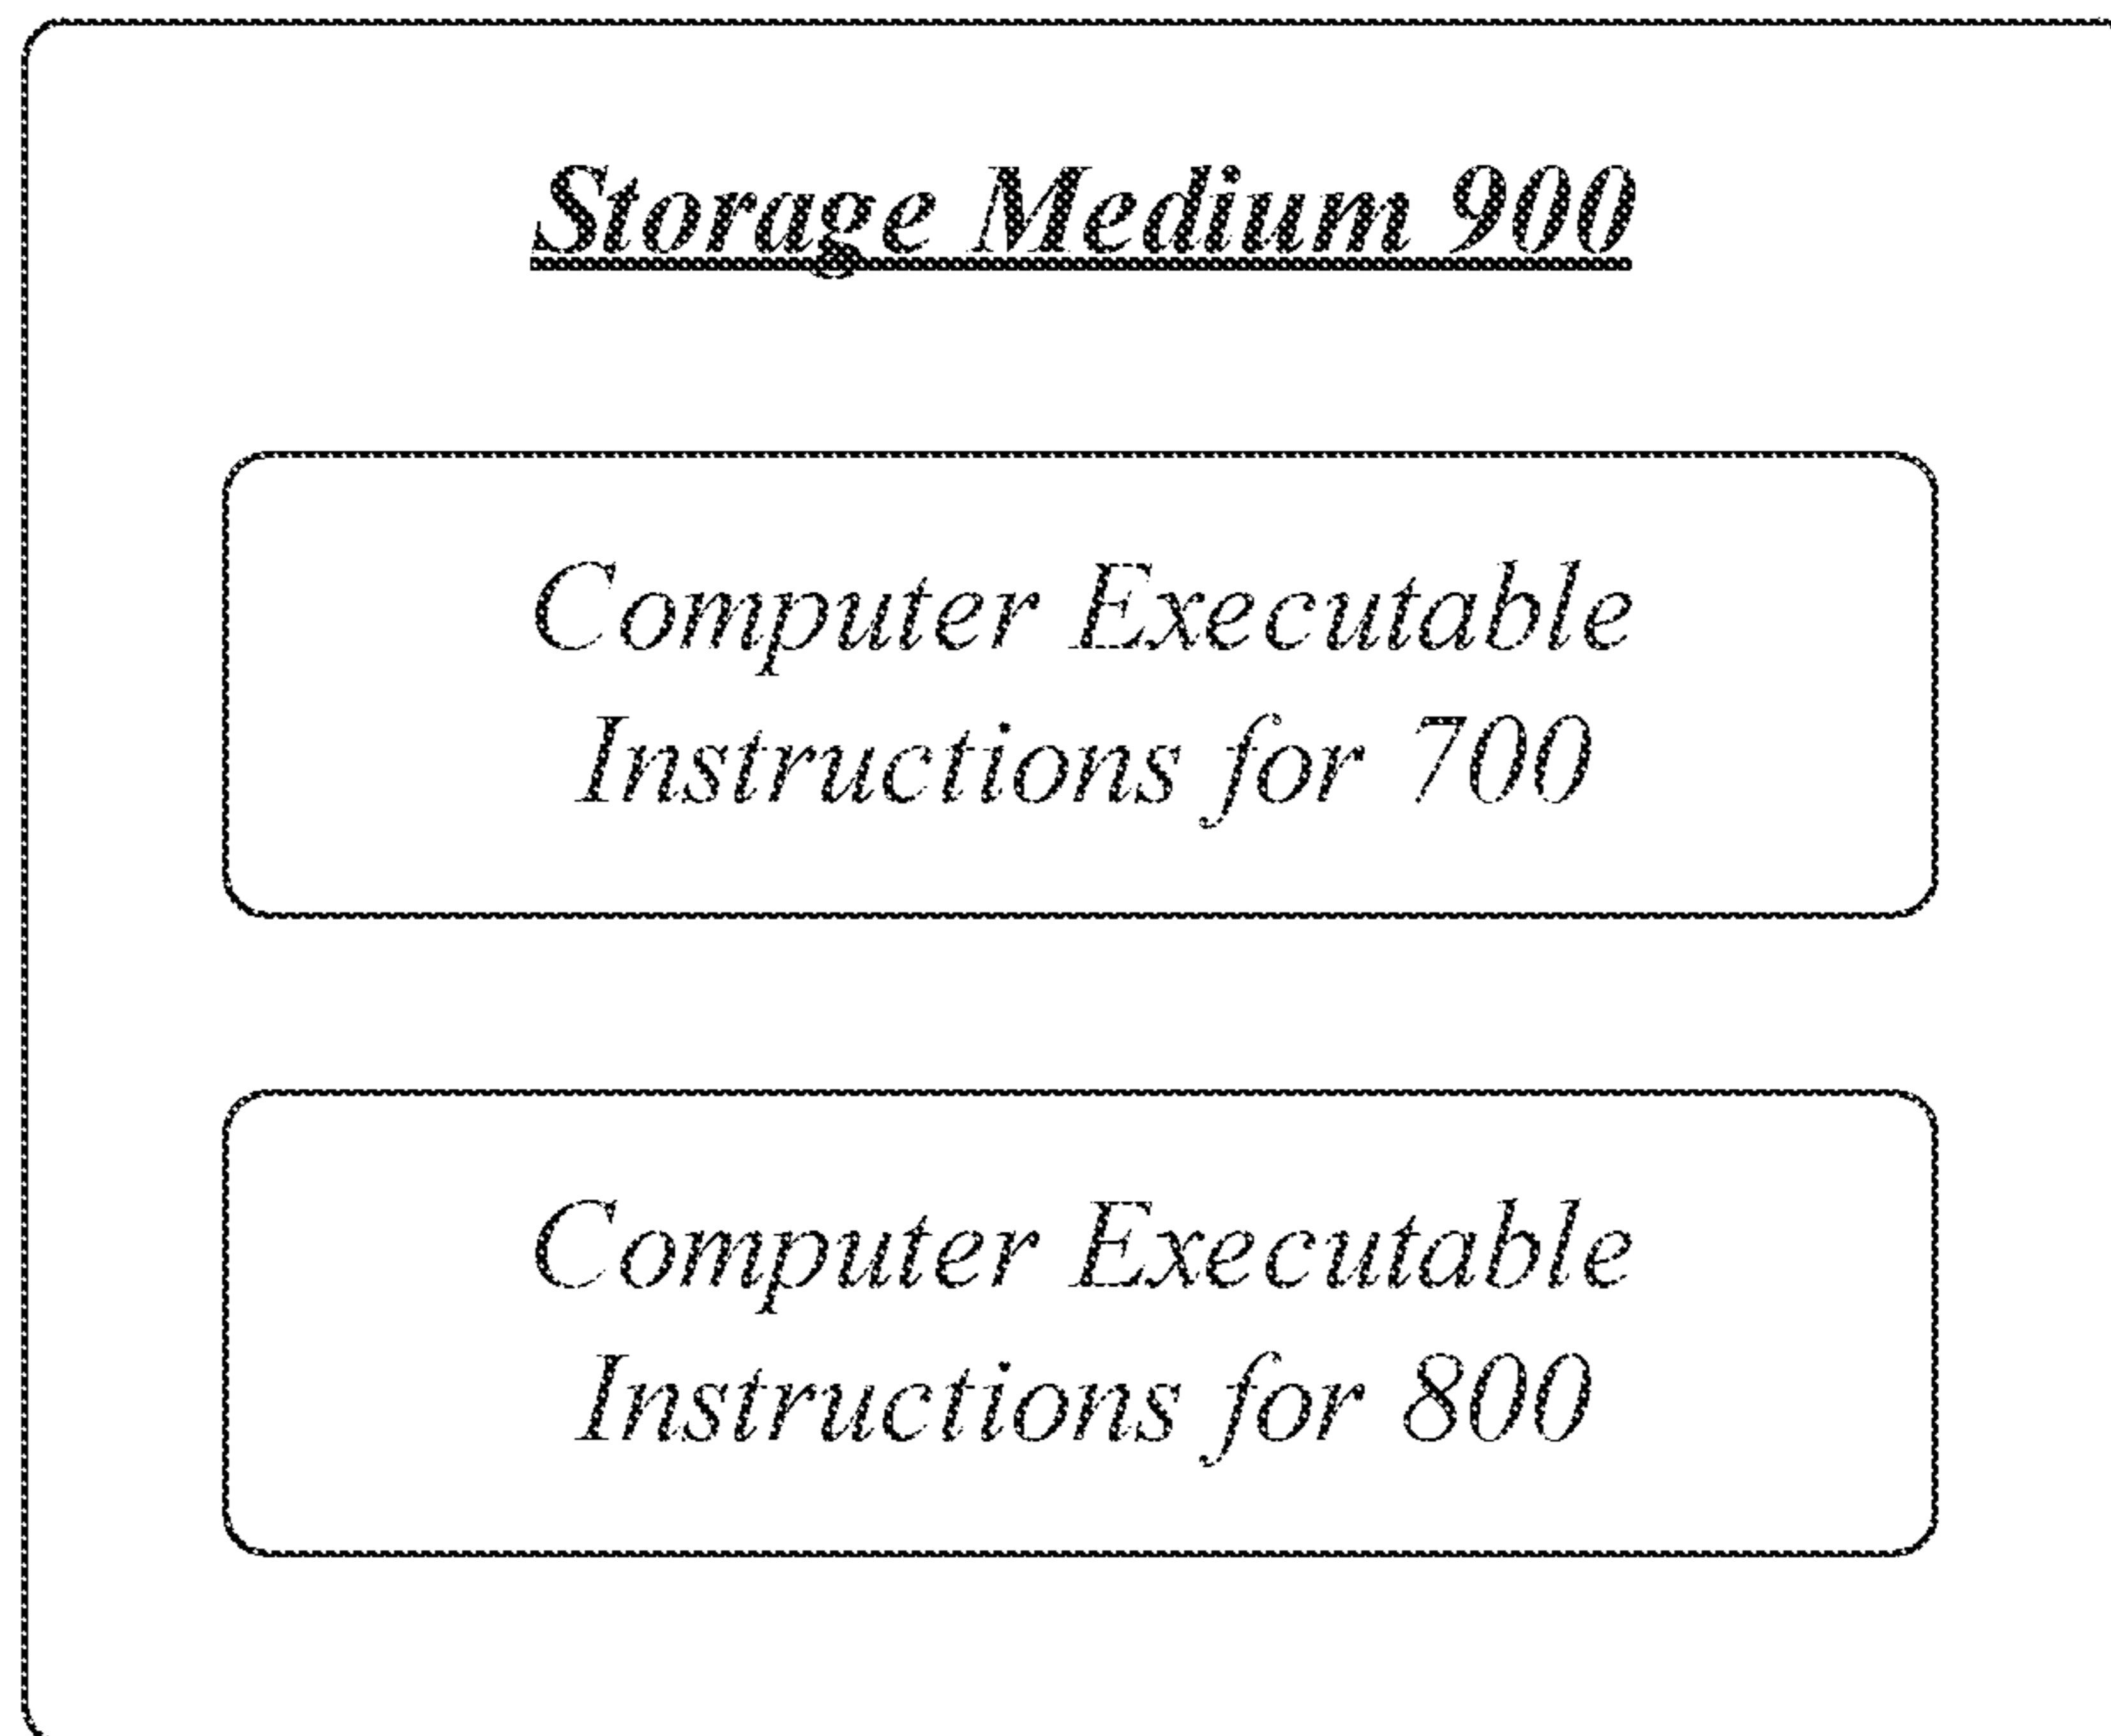 Storage Medium 900
Computer Executable
Instructions for 700
Computer Executable
Instructions for 800